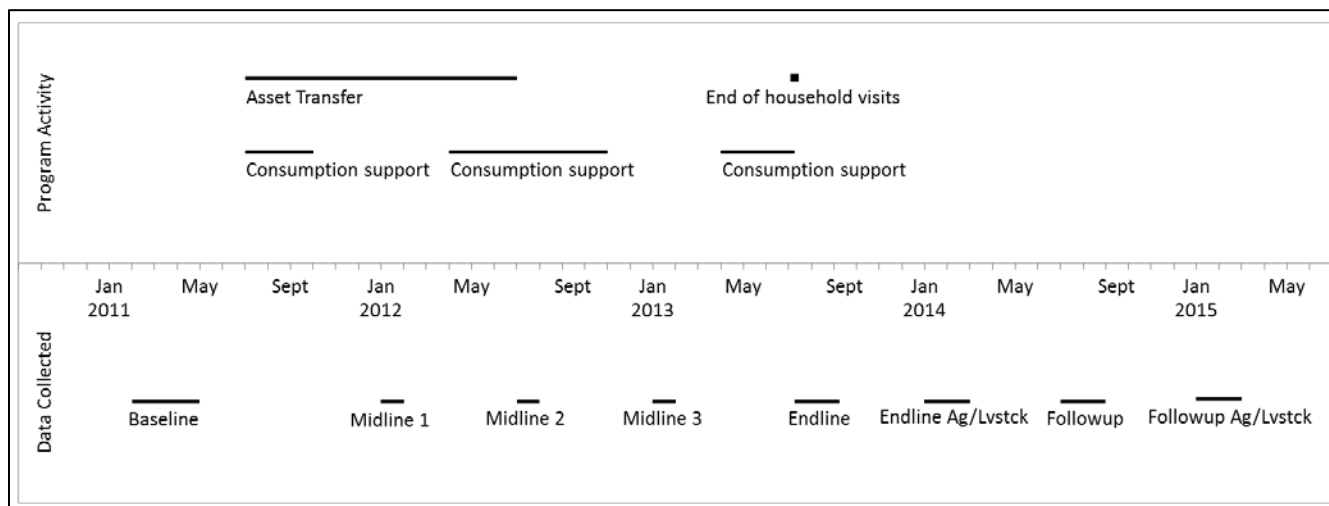 Program Activity
Asset Transfer
End of household visits
Consumption support
Consumption support
Consumption support
Jan May Sept Jan May Sept Jan May Sept Jan May Sept Jan May
2011 2012 2013 2014 2015
Data Collected
Baseline
Midline 1
Midline 2
Midline 3
Endline
Endline Ag/Lvstck
Followup
Followup Ag/Lvstck